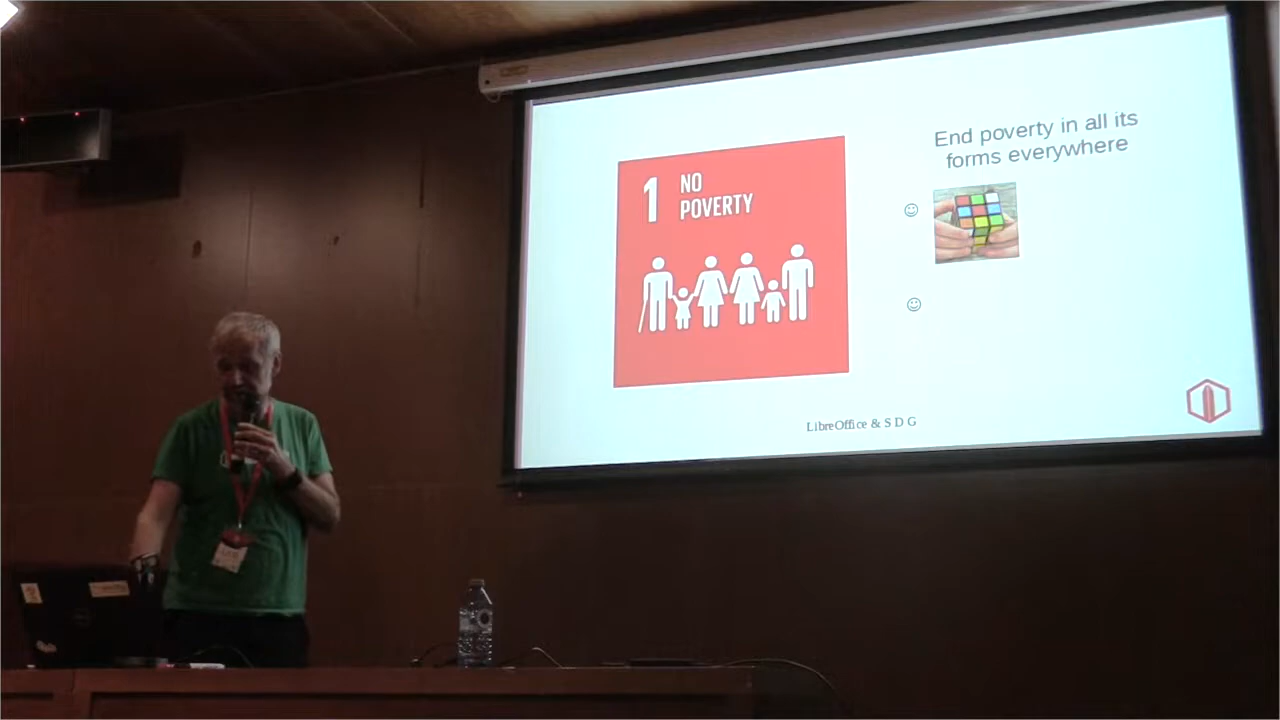 1 NO
POVERTY
End poverty in all its
forms everywhere
LibreOffice & S D G